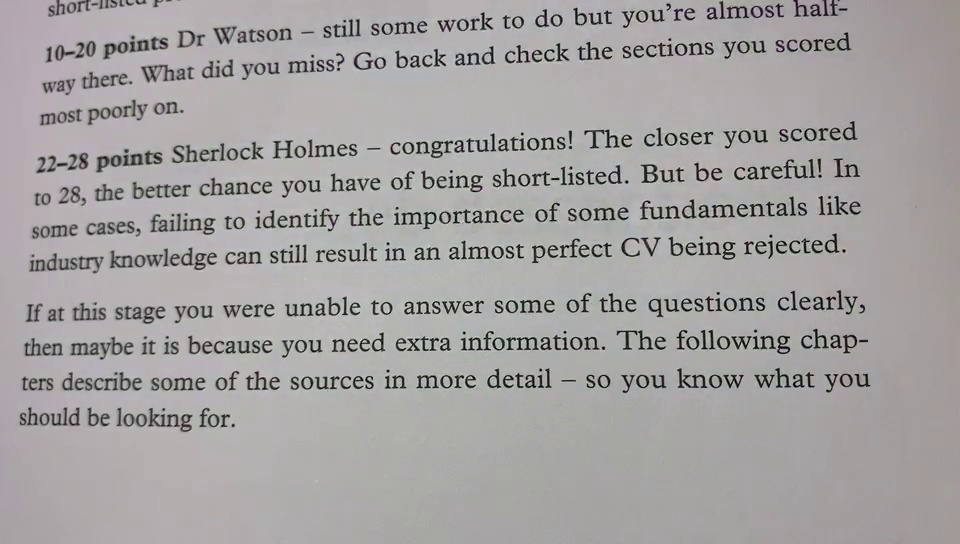 short-listed
10–20 points Dr Watson – still some work to do but you're almost half-
way there. What did you miss? Go back and check the sections you scored
most poorly on.
22–28 points Sherlock Holmes – congratulations! The closer you scored
to 28, the better chance you have of being short-listed. But be careful! In
some cases, failing to identify the importance of some fundamentals like
industry knowledge can still result in an almost perfect CV being rejected.
If at this stage you were unable to answer some of the questions clearly,
then maybe it is because you need extra information. The following chap-
ters describe some of the sources in more detail – so you know what you
should be looking for.